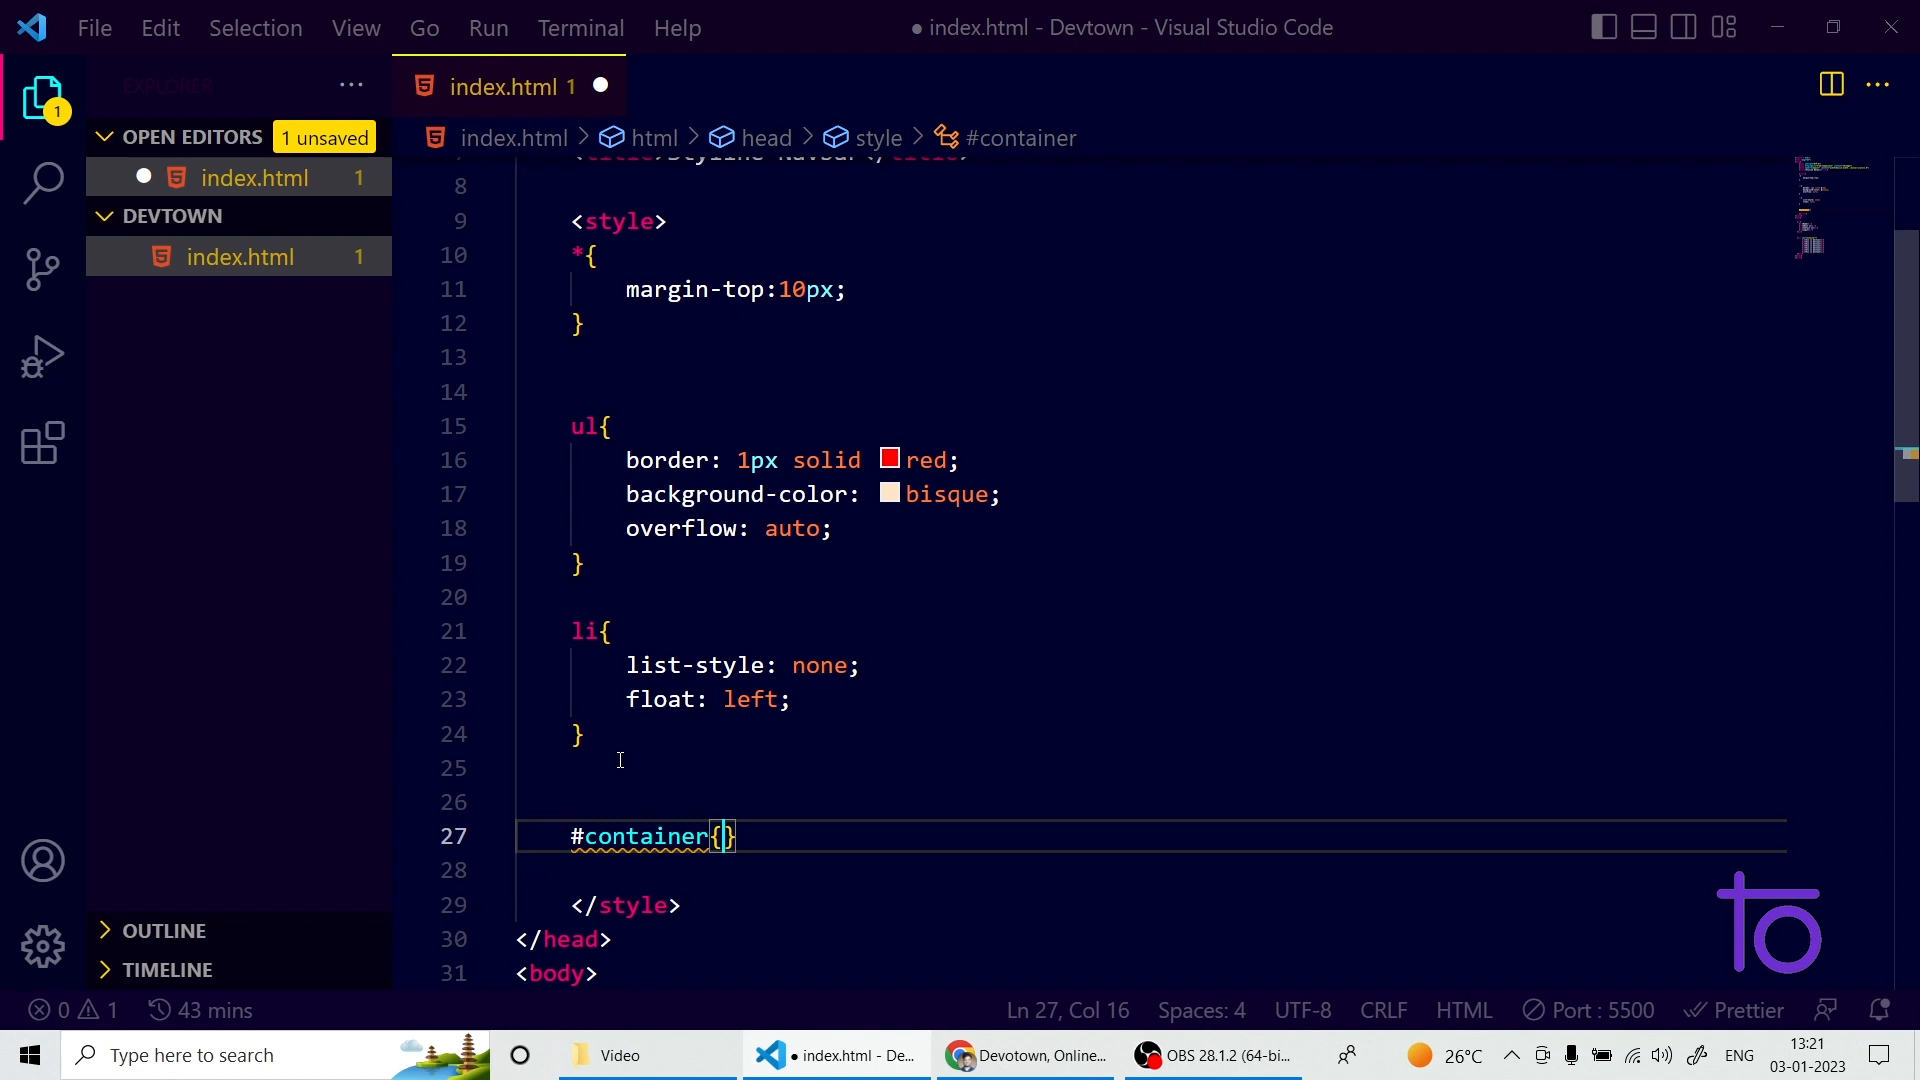 File Edit Selection View Go Run Terminal Help
● index.html - Devtown - Visual Studio Code
EXPLORER
index.html 1
OPEN EDITORS 1 unsaved
index.html > html > head > style > #container
index.html 1
DEVTOWN
index.html 1
<title>Styline Navbar</title>
8
9 <style>
10 *{
11 margin-top:10px;
12 }
13
14
15 ul{
16 border: 1px solid red;
17 background-color: bisque;
18 overflow: auto;
19 }
20
21 li{
22 list-style: none;
23 float: left;
24 }
25
26
27 #container{}
28
29 </style>
30 </head>
31 <body>
OUTLINE
TIMELINE
0 1 43 mins
Ln 27, Col 16 Spaces: 4 UTF-8 CRLF HTML Port : 5500 Prettier
Type here to search
Video
● index.html - De...
Devotown, Online...
OBS 28.1.2 (64-bi...
26°C
ENG
13:21
03-01-2023